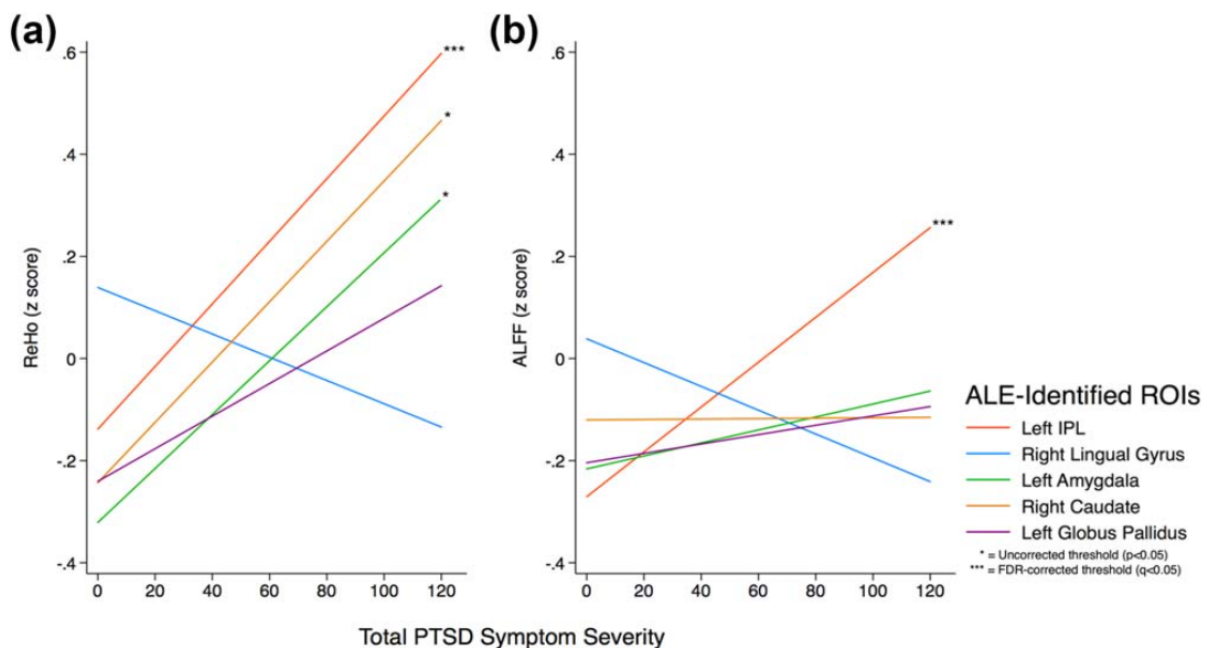 (a)
(b)
.6
.4
.2
0
-.2
-.4
ReHo (z score)
0 20 40 60 80 100 120
***
*
*
.6
.4
.2
0
-.2
-.4
ALFF (z score)
0 20 40 60 80 100 120
***
Total PTSD Symptom Severity
ALE-Identified ROIs
Left IPL
Right Lingual Gyrus
Left Amygdala
Right Caudate
Left Globus Pallidus
* = Uncorrected threshold (p<0.05)
*** = FDR-corrected threshold (q<0.05)